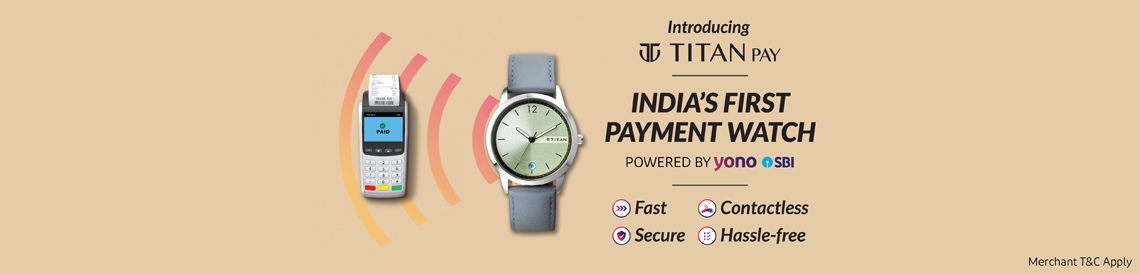 Introducing
TITAN PAY
INDIA'S FIRST
PAYMENT WATCH
POWERED BY yono SBI
Fast
Contactless
Secure
Hassle-free
PAID
12
TITAN
Merchant T&C Apply